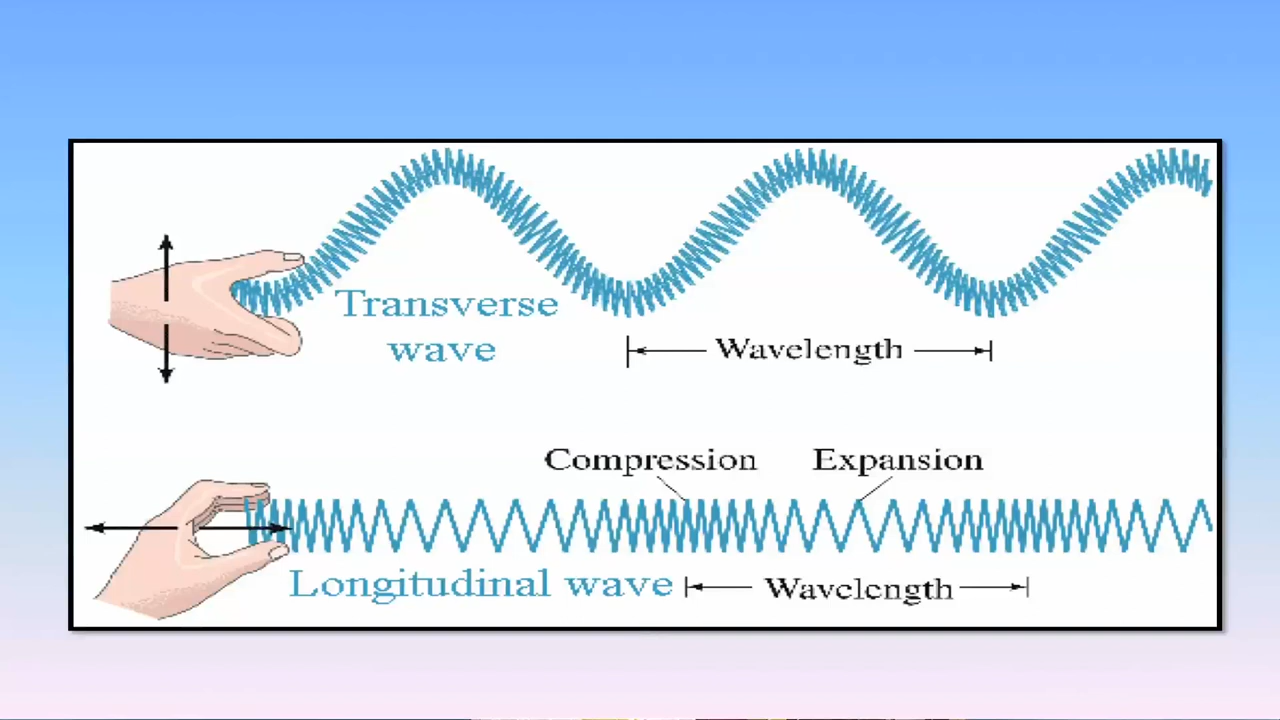 Transverse
wave
Wavelength
Compression
Expansion
Longitudinal wave
Wavelength